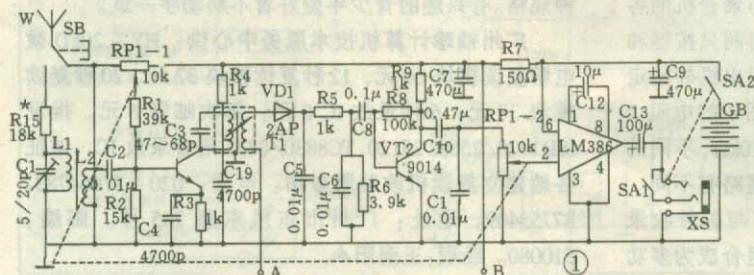 W
SB
RP1-1
10k
R7
150Ω
R4
1k
VD1
2AP
R5
1k
0.1μ
C8
R9
1k
C7
470μ
R8
100k
0.47μ
C10
RP1-2
10k
10μ
C12
LM386
C13
100μ
C9
470μ
SA2
GB
*
R15
18k
L1
L2
C1
5/20p
C2
0.01μ
R1
39k
R2
15k
47~68p
C3
C4
4700p
R3
1k
T1
C19
4700p
C5
0.01μ
C6
0.01μ
R6
3.9k
VT
9014
C1
0.01μ
6
1
8
2
5
3
4
SA1
XS
A
B
①